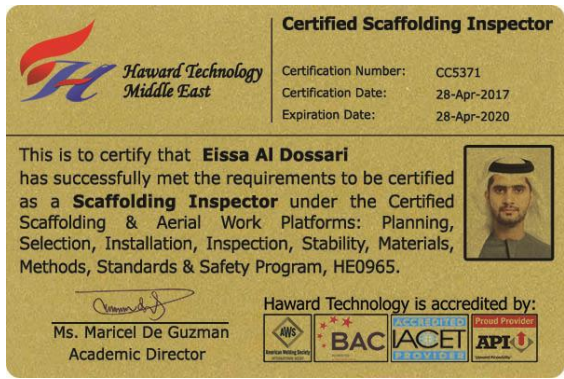 Certified Scaffolding Inspector
Haward Technology
Middle East
Certification Number: CC5371
Certification Date: 28-Apr-2017
Expiration Date: 28-Apr-2020
This is to certify that Eissa Al Dossari
has successfully met the requirements to be certified
as a Scaffolding Inspector under the Certified
Scaffolding & Aerial Work Platforms: Planning,
Selection, Installation, Inspection, Stability, Materials,
Methods, Standards & Safety Program, HE0965.
Ms. Maricel De Guzman
Academic Director
Haward Technology is accredited by:
AWS
American Welding Society
BAC
ACCREDITED
IACET
PROVIDER
Proud Provider
API